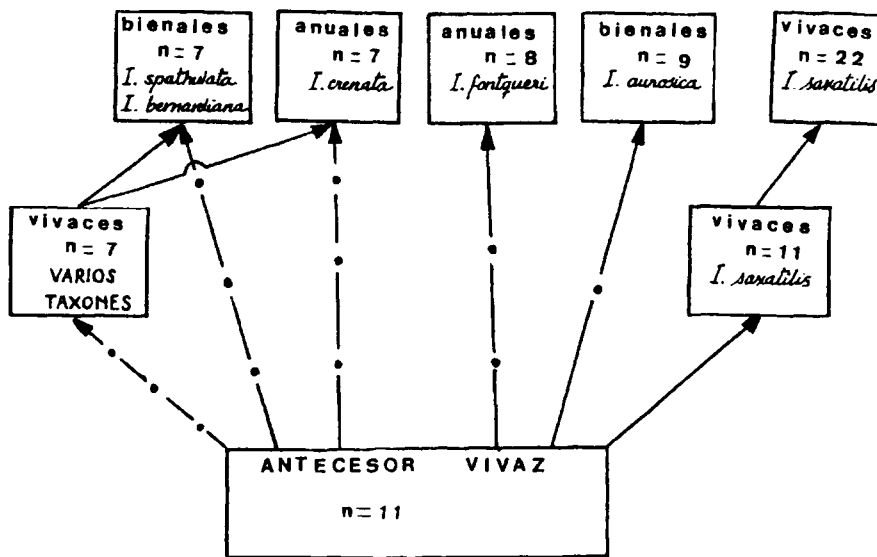 bienales
n = 7
I. spathulata
I. bernardiana
anuales
n = 7
I. crenata
anuales
n = 8
I. fontqueri
bienales
n = 9
I. aurosica
vivaces
n = 22
I. saxatilis
vivaces
n = 7
VARIOS
TAXONES
vivaces
n = 11
I. saxatilis
ANTECESOR VIVAZ
n = 11